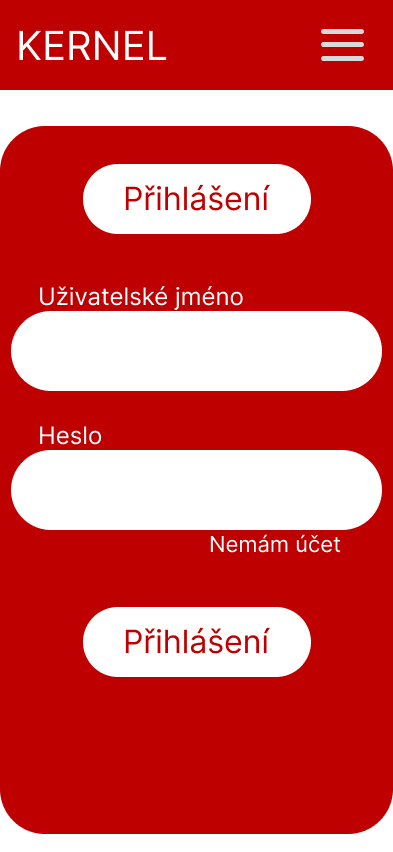 KERNEL
Přihlášení
Uživatelské jméno
Heslo
Nemám účet
Přihlášení